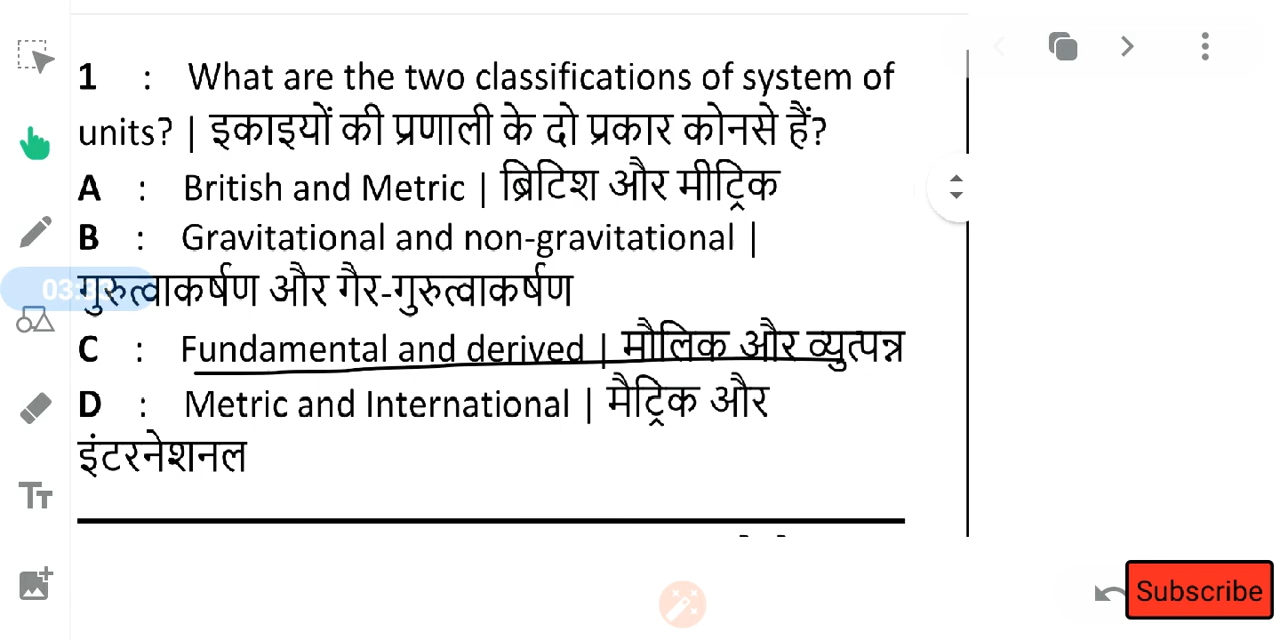 1 : What are the two classifications of system of
units? | इकाइयों की प्रणाली के दो प्रकार कोनसे हैं?
A : British and Metric | ब्रिटिश और मीट्रिक
B : Gravitational and non-gravitational |
गुरुत्वाकर्षण और गैर-गुरुत्वाकर्षण
C : Fundamental and derived | मौलिक और व्युत्पन्न
D : Metric and International | मैट्रिक और
इंटरनेशनल
Tт
Subscribe